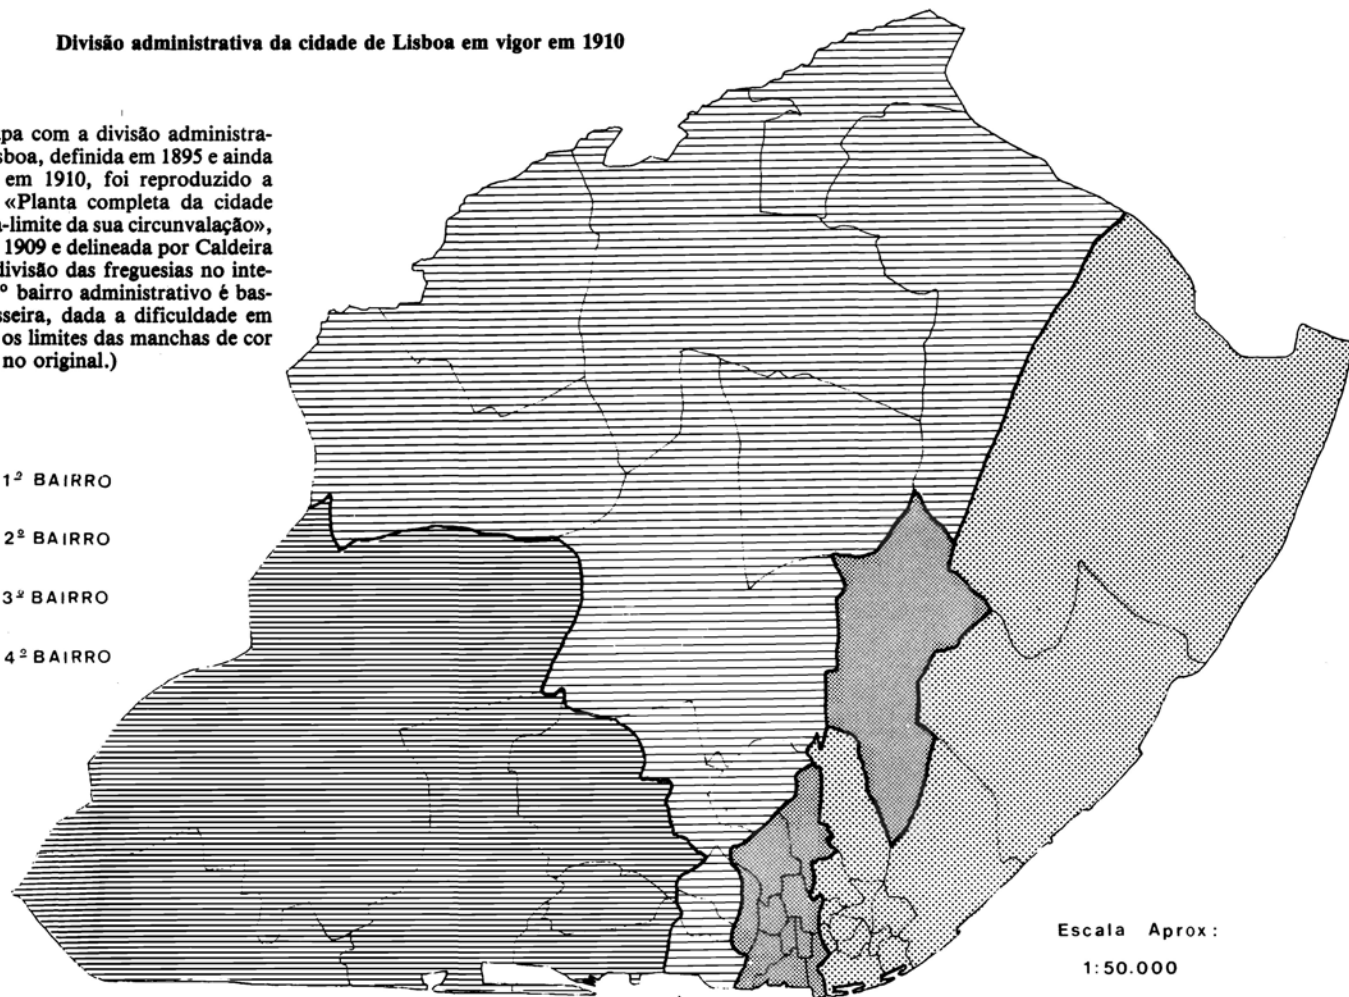 Divisão administrativa da cidade de Lisboa em vigor em 1910
apa com a divisão administra-
isboa, definida em 1895 e ainda
em 1910, foi reproduzido a
«Planta completa da cidade
a-limite da sua circunvalação»,
1909 e delineada por Caldeira
divisão das freguesias no inte-
º bairro administrativo é bas-
sseira, dada a dificuldade em
os limites das manchas de cor
no original.)
1º BAIRRO
2º BAIRRO
3º BAIRRO
4º BAIRRO
Escala Aprox:
1:50.000